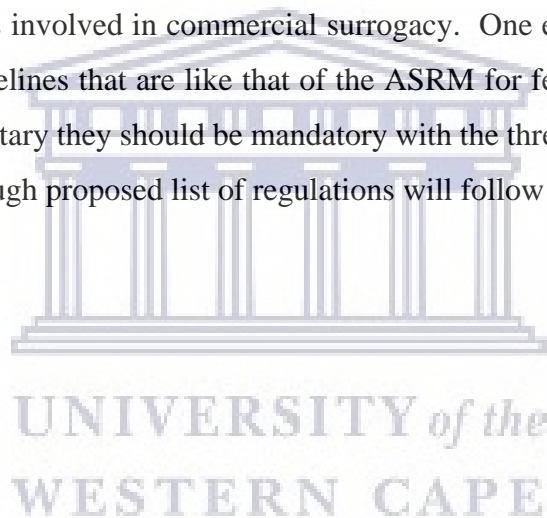 involved in commercial surrogacy. One
elines that are like that of the ASRM for fe
tary they should be mandatory with the thre
ugh proposed list of regulations will follow
UNIVERSITY of the
WESTERN CAPE